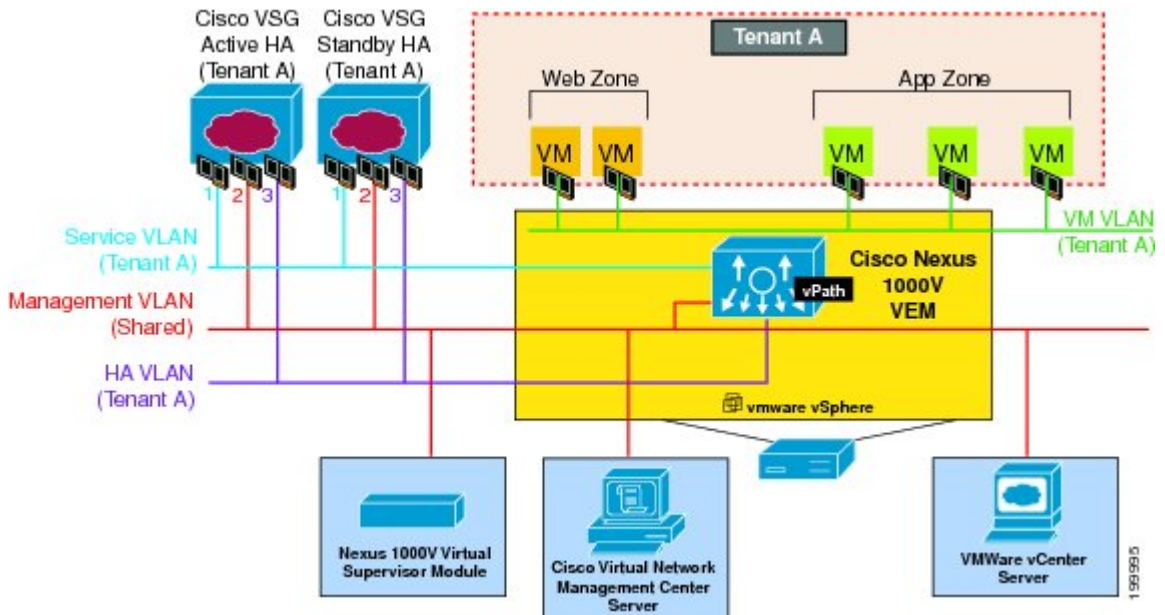 Cisco VSG
Active HA
(Tenant A)
Cisco VSG
Standby HA
(Tenant A)
Tenant A
Web Zone
App Zone
VM
VM
VM
VM
VM
1
2
3
1
2
3
Service VLAN
(Tenant A)
VM VLAN
(Tenant A)
Cisco Nexus
1000V
VEM
vPath
Management VLAN
(Shared)
HA VLAN
(Tenant A)
vmware vSphere
Nexus 1000V Virtual
Supervisor Module
Cisco Virtual Network
Management Center
Server
VMWare vCenter
Server
199995